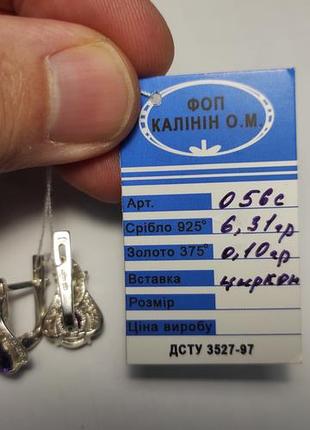 ФОП
КАЛІНІН О.М.
Арт. 056с
Срібло 925° 6,31гр
Золото 375° 0,10гр
Вставка циркон
Розмір
Ціна виробу
ДСТУ 3527-97